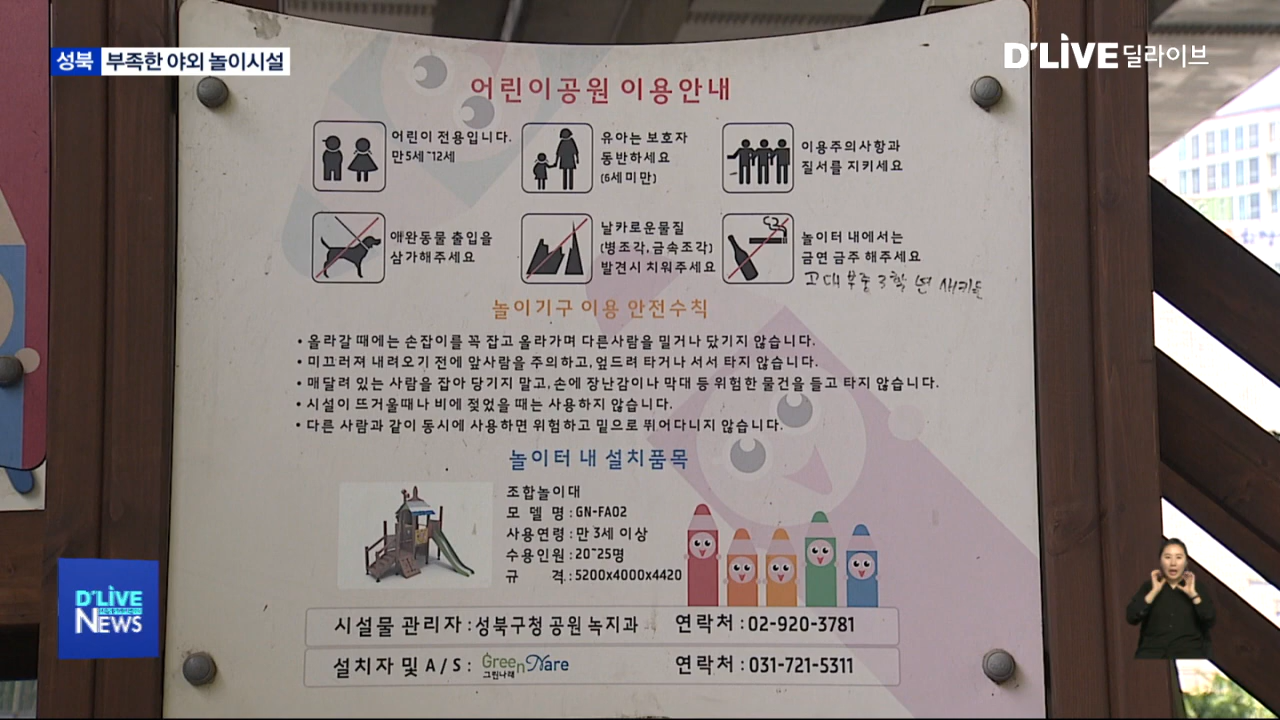 성북 부족한 야외 놀이시설
D'LIVE 딜라이브
어린이공원 이용안내
어린이 전용입니다.
만5세~12세
유아는 보호자
동반하세요
(6세미만)
이용주의사항과
질서를 지키세요
애완동물 출입을
삼가해주세요
날카로운물질
(병조각, 금속조각)
발견시 치워주세요
놀이터 내에서는
금연 금주 해주세요
고대부중 3학년 새끼들
놀이기구 이용 안전수칙
• 올라갈 때에는 손잡이를 꼭 잡고 올라가며 다른사람을 밀거나 닸기지 않습니다.
• 미끄러져 내려오기 전에 앞사람을 주의하고, 엎드려 타거나 서서 타지 않습니다.
• 매달려 있는 사람을 잡아 당기지 말고, 손에 장난감이나 막대 등 위험한 물건을 들고 타지 않습니다.
• 시설이 뜨거울때나 비에 젖었을 때는 사용하지 않습니다.
• 다른 사람과 같이 동시에 사용하면 위험하고 밑으로 뛰어다니지 않습니다.
놀이터 내 설치품목
조합놀이대
모 델 명 : GN-FA02
사용연령 : 만 3세 이상
수용인원 : 20~25명
규 격 : 5200x4000x4420
시설물 관리자 : 성북구청 공원 녹지과 연락처 : 02-920-3781
설치자 및 A/S : Green Nare 그린나래 연락처 : 031-721-5311
D'LIVE
NEWS